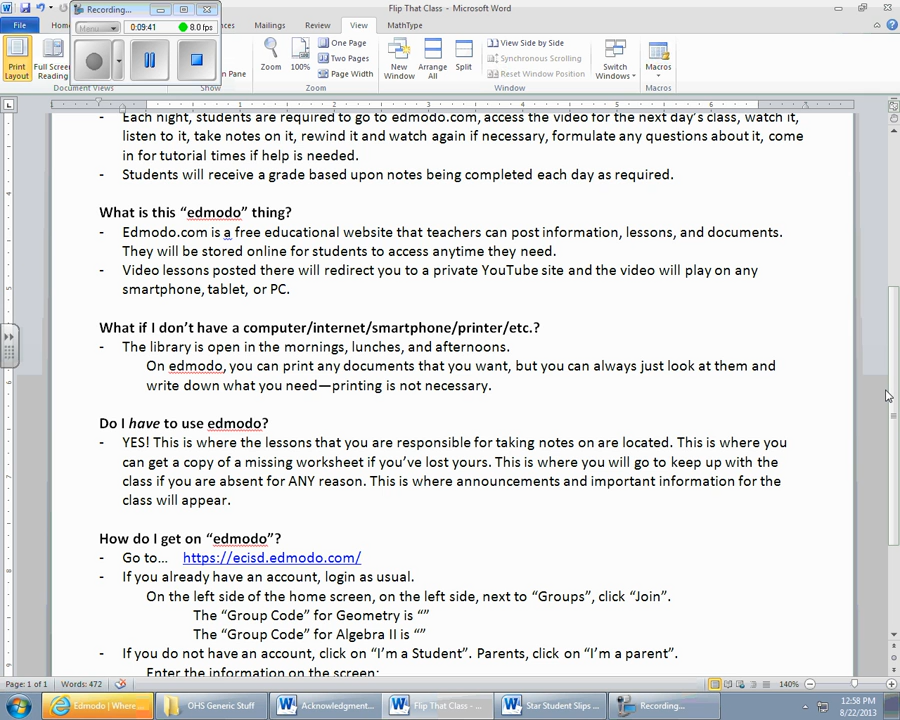 Flip That Class - Microsoft Word
Recording...
Menu
0:09:41
8.0 fps
File
Mailings
Review
View
MathType
Print Layout
Full Screen Reading
Document Views
Show
Zoom
100%
One Page
Two Pages
Page Width
Zoom
New Window
Arrange All
Split
View Side by Side
Synchronous Scrolling
Reset Window Position
Window
Switch Windows
Macros
Macros
- Each night, students are required to go to edmodo.com, access the video for the next day's class, watch it,
listen to it, take notes on it, rewind it and watch again if necessary, formulate any questions about it, come
in for tutorial times if help is needed.
- Students will receive a grade based upon notes being completed each day as required.
What is this “edmodo” thing?
- Edmodo.com is a free educational website that teachers can post information, lessons, and documents.
They will be stored online for students to access anytime they need.
- Video lessons posted there will redirect you to a private YouTube site and the video will play on any
smartphone, tablet, or PC.
What if I don’t have a computer/internet/smartphone/printer/etc.?
- The library is open in the mornings, lunches, and afternoons.
On edmodo, you can print any documents that you want, but you can always just look at them and
write down what you need—printing is not necessary.
Do I have to use edmodo?
- YES! This is where the lessons that you are responsible for taking notes on are located. This is where you
can get a copy of a missing worksheet if you’ve lost yours. This is where you will go to keep up with the
class if you are absent for ANY reason. This is where announcements and important information for the
class will appear.
How do I get on “edmodo”?
- Go to… https://ecisd.edmodo.com/
- If you already have an account, login as usual.
On the left side of the home screen, on the left side, next to “Groups”, click “Join”.
The “Group Code” for Geometry is “”
The “Group Code” for Algebra II is “”
- If you do not have an account, click on “I’m a Student”. Parents, click on “I’m a parent”.
Enter the information on the screen:
Page: 1 of 1
Words: 472
140%
Edmodo | Where...
OHS Generic Stuff
Acknowledgment...
Flip That Class - ...
Star Student Slips ...
Recording...
12:58 PM
8/22/2013